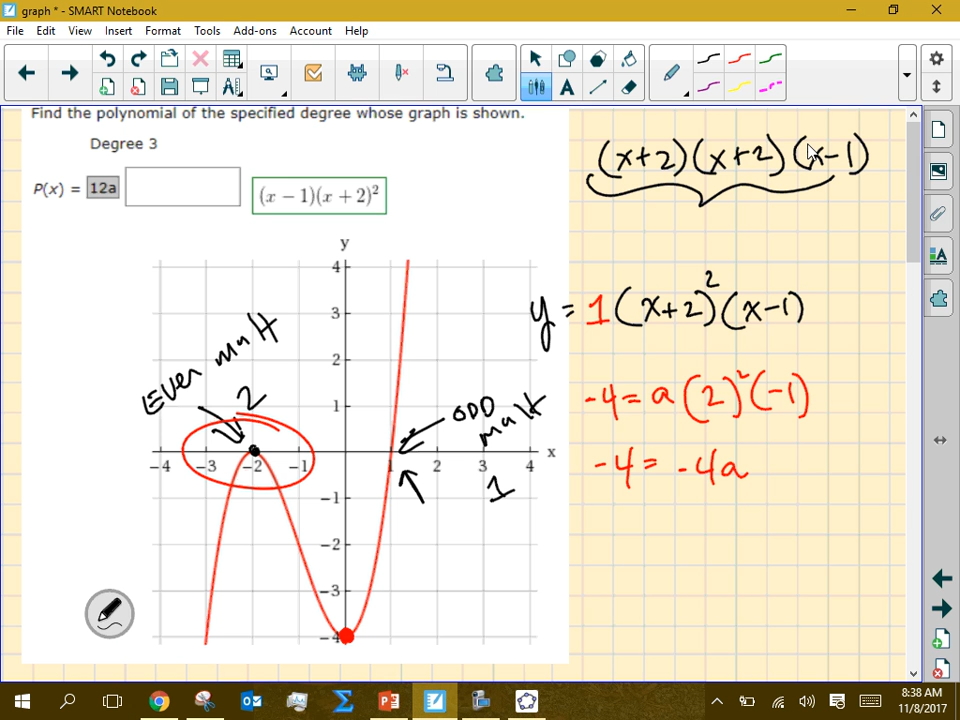 graph * - SMART Notebook
File Edit View Insert Format Tools Add-ons Account Help
Find the polynomial of the specified degree whose graph is shown.
Degree 3
P(x) = 12a
(x − 1)(x + 2)²
(x+2)(x+2)(x-1)
y = 1(x+2)²(x-1)
-4 = a(2)²(-1)
-4 = -4a
Even mult
2
ODD
mult
1
y
4
3
2
1
−4 −3 −2 −1 1 2 3 4 x
−1
−2
−3
−4
8:38 AM
11/8/2017